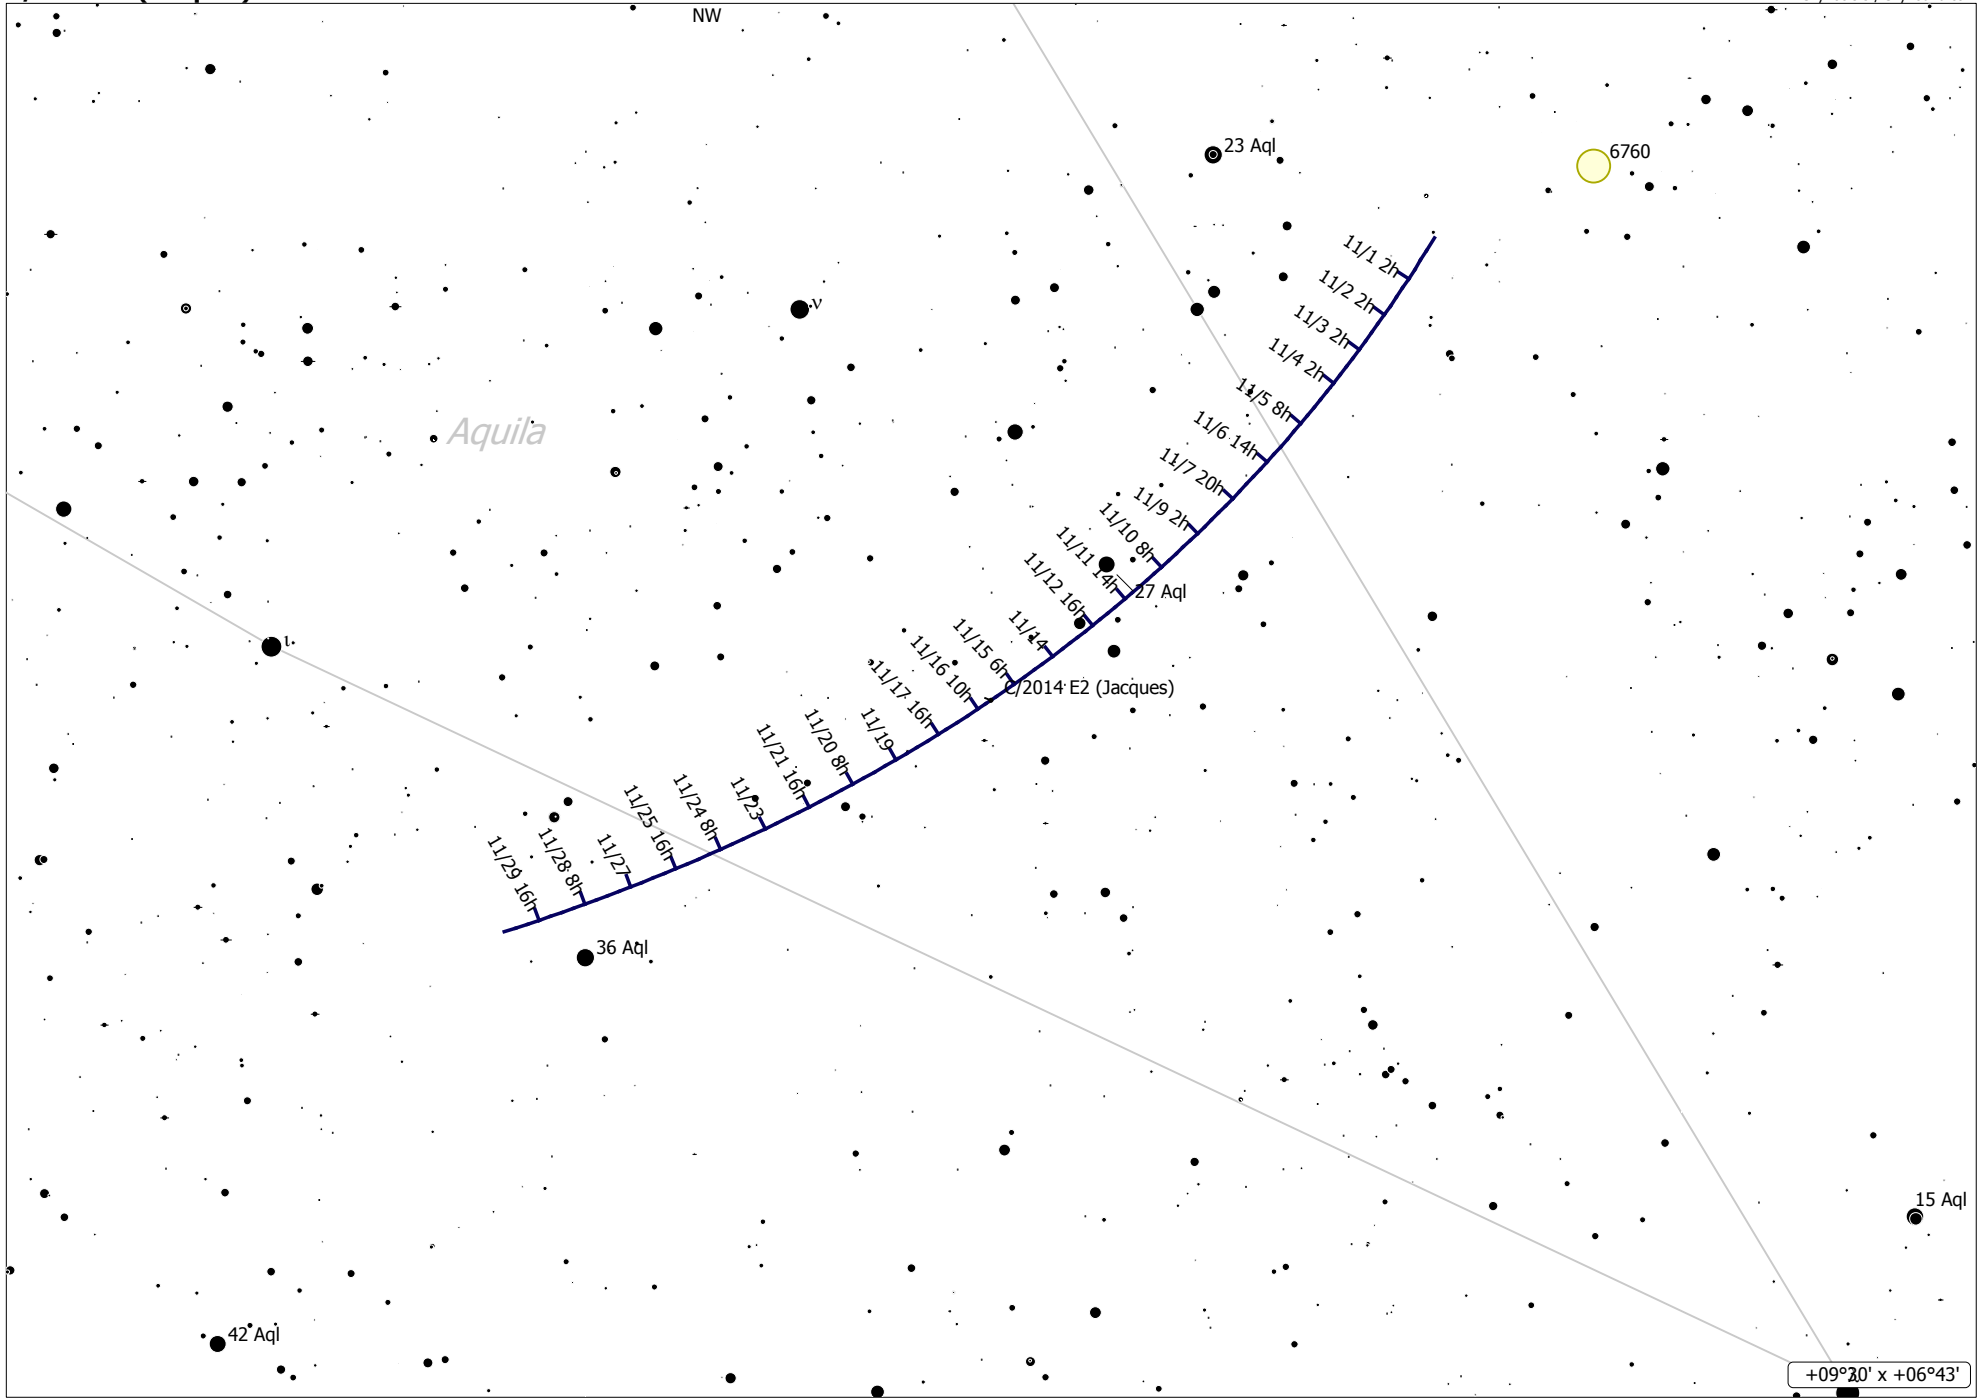 NW
23 Aql
6760
11/1 2h
11/2 2h
ν
11/3 2h
11/4 2h
11/5 8h
Aquila
11/6 14h
11/7 20h
11/9 2h
11/10 8h
11/11 14h
27 Aql
11/12 16h
11/14
ι
11/15 6h
11/16 10h
C/2014 E2 (Jacques)
11/17 16h
11/19
11/20 8h
11/21 16h
11/23
11/24 8h
11/25 16h
11/27
11/28 8h
11/29 16h
36 Aql
15 Aql
42 Aql
x +06°43'